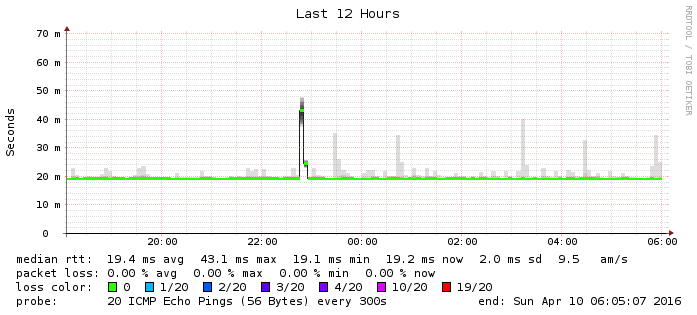 Last 12 Hours
RRDTOOL / TOBI OETIKER
Seconds
70 m
60 m
50 m
40 m
30 m
20 m
10 m
0
20:00 22:00 00:00 02:00 04:00 06:00
median rtt: 19.4 ms avg 43.1 ms max 19.1 ms min 19.2 ms now 2.0 ms sd 9.5 am/s
packet loss: 0.00 % avg 0.00 % max 0.00 % min 0.00 % now
loss color: 0 1/20 2/20 3/20 4/20 10/20 19/20
probe: 20 ICMP Echo Pings (56 Bytes) every 300s end: Sun Apr 10 06:05:07 2016